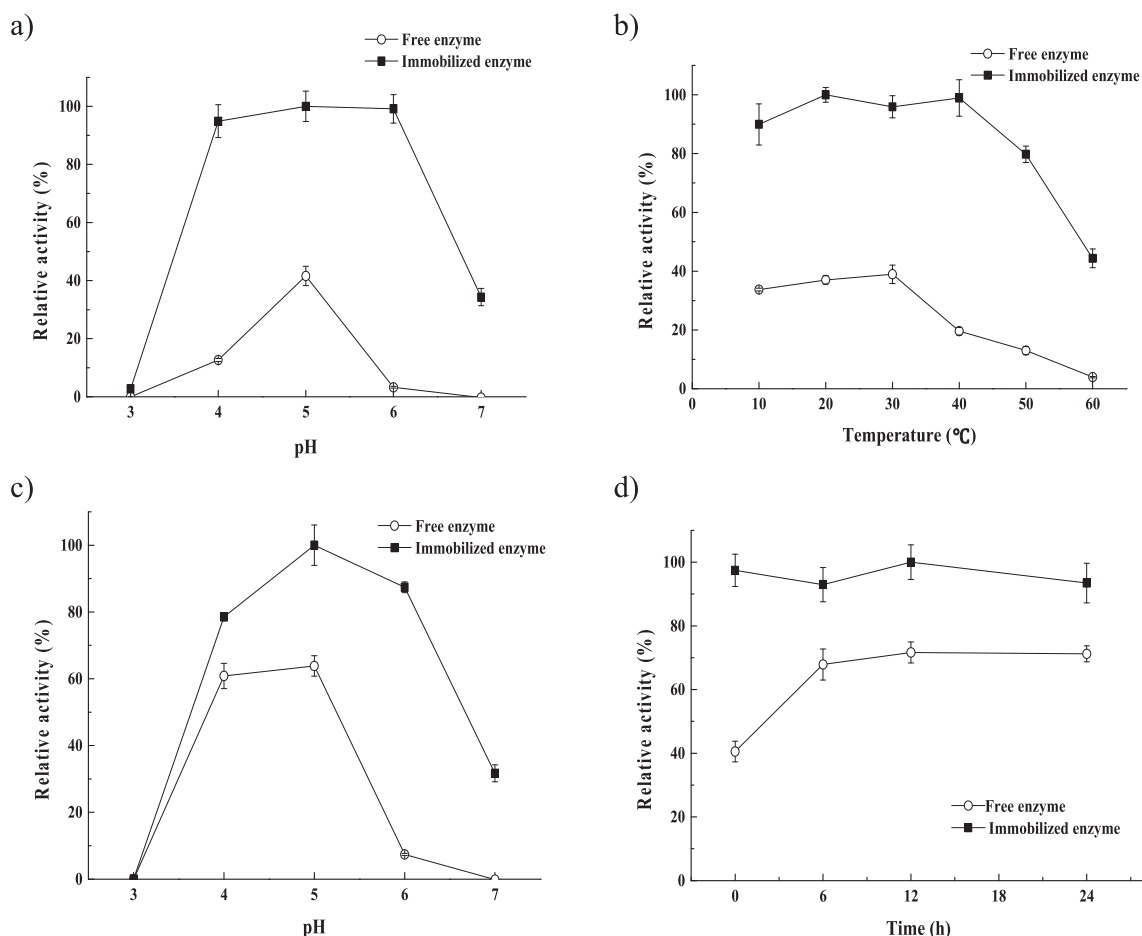 a)
Free enzyme
Immobilized enzyme
Relative activity (%)
100
80
60
40
20
0
3 4 5 6 7
pH
b)
Free enzyme
Immobilized enzyme
Relative activity (%)
100
80
60
40
20
0
0 10 20 30 40 50 60
Temperature (℃)
c)
Free enzyme
Immobilized enzyme
Relative activity (%)
100
80
60
40
20
0
3 4 5 6 7
pH
d)
Relative activity (%)
100
80
60
40
20
0
Free enzyme
Immobilized enzyme
0 6 12 18 24
Time (h)